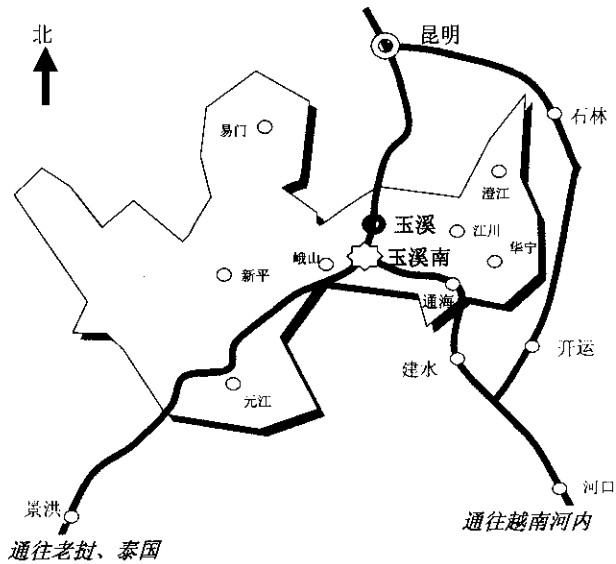 北
昆明
石林
易门
澄江
玉溪
江川
玉溪南
华宁
峨山
新平
通海
建水
开运
元江
河口
景洪
通往越南河内
通往老挝、泰国